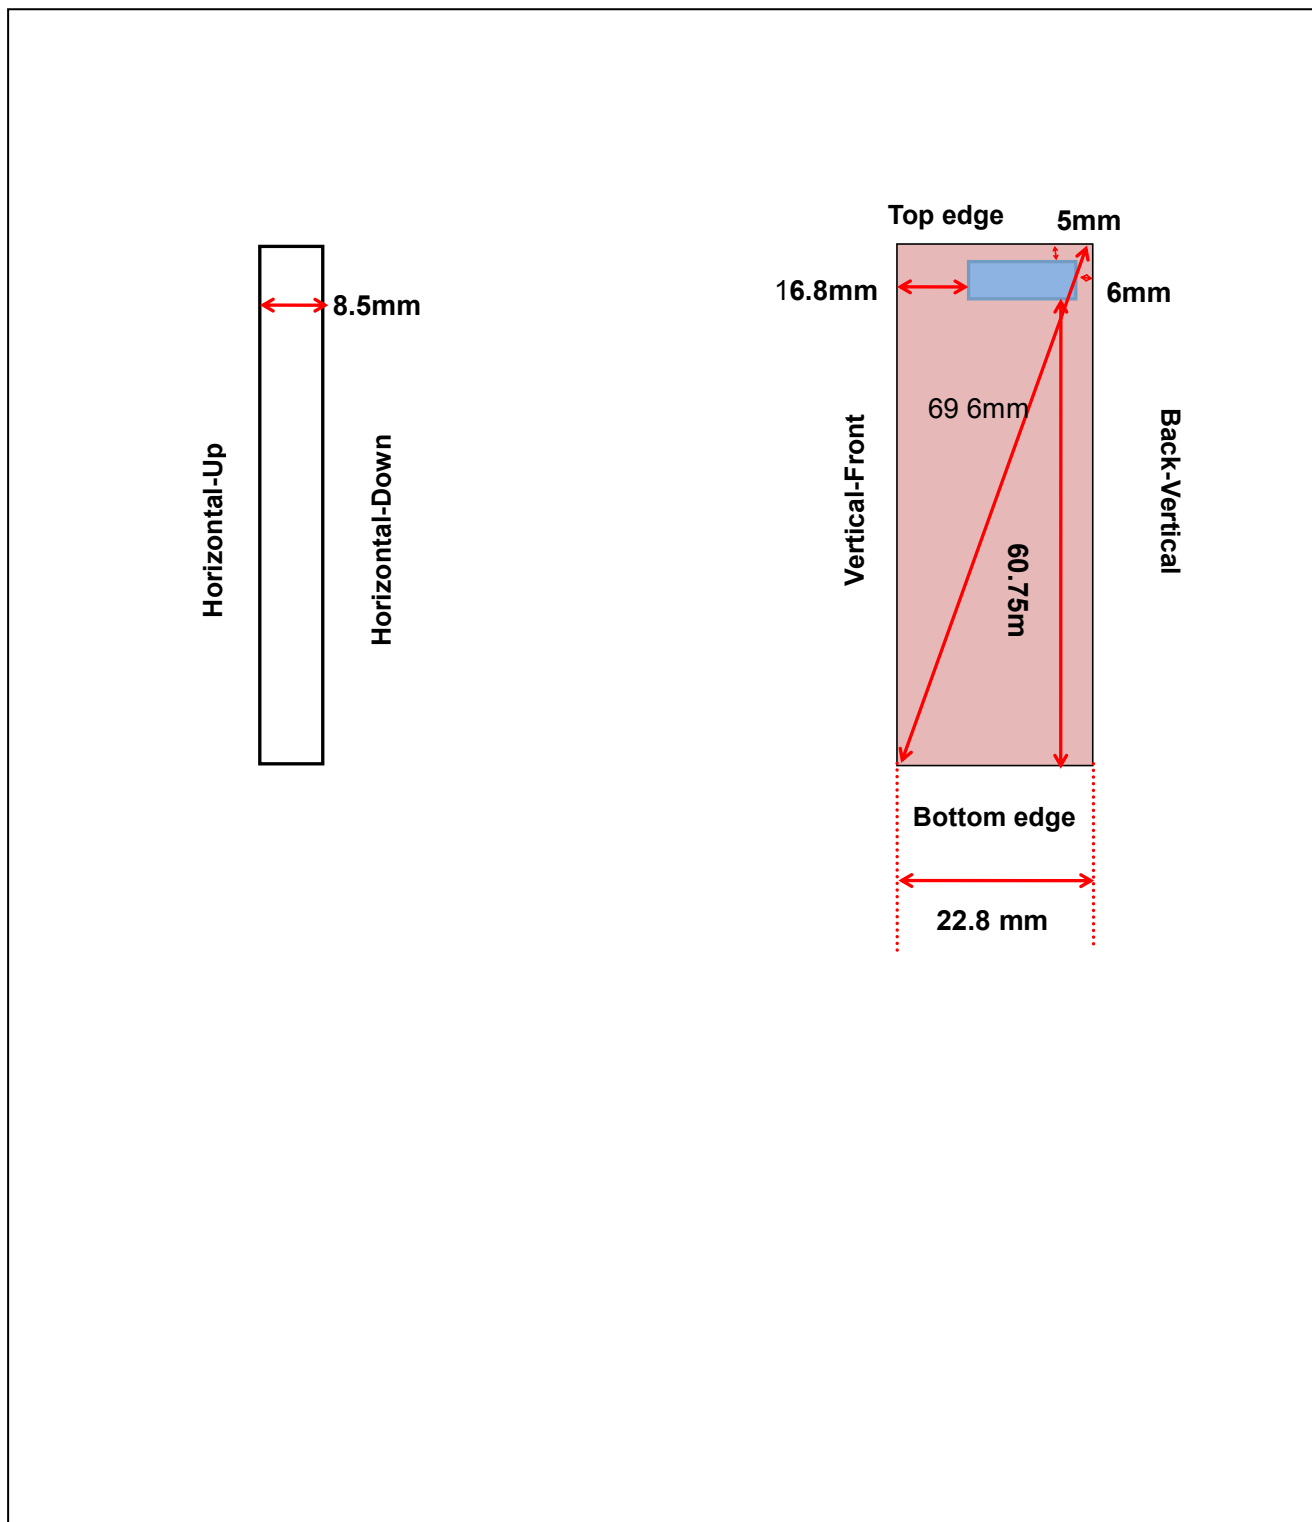 Top edge
5mm
16.8mm
6mm
8.5mm
69 6mm
Horizontal-Up
Horizontal-Down
Vertical-Front
60.75m
Back-Vertical
Bottom edge
22.8 mm